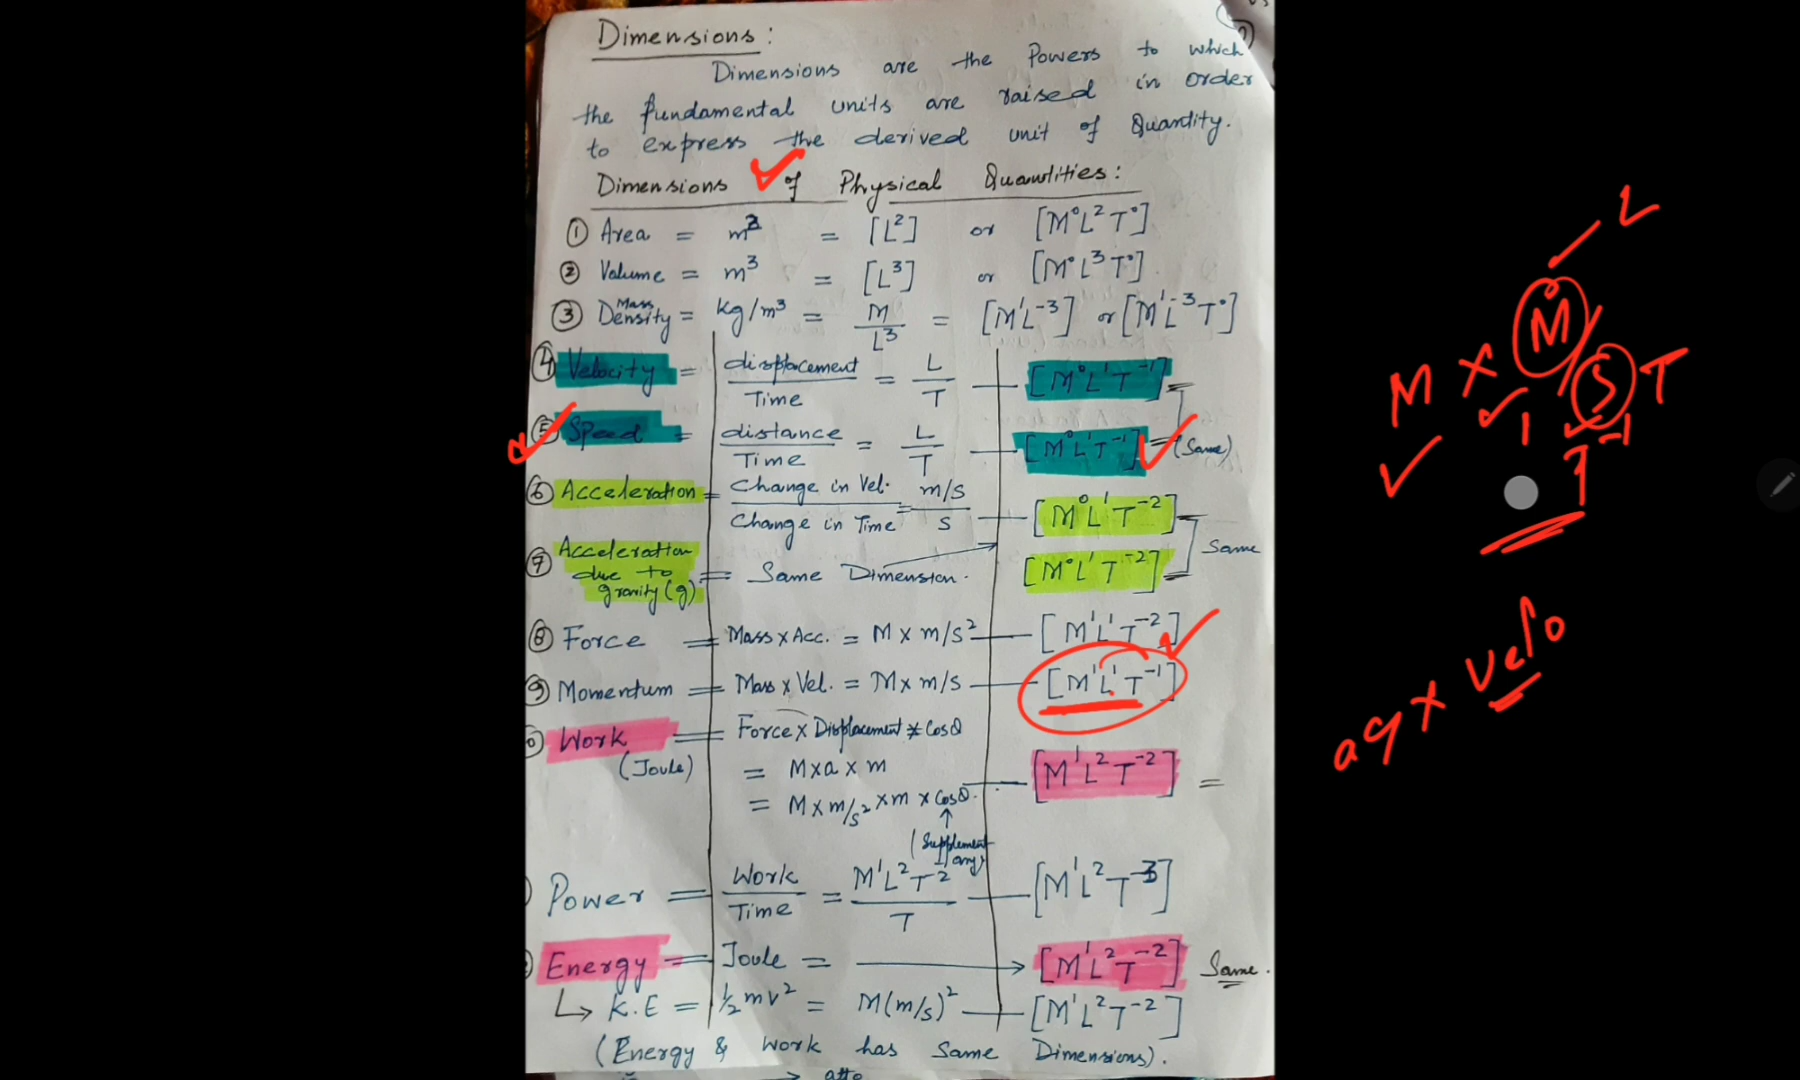 Dimensions :
Dimensions are the Powers to which
the fundamental units are raised in order
to express the derived unit of Quantity.
Dimensions of Physical Quantities :
① Area = m² = [L²] or [M⁰L²T⁰]
② Volume = m³ = [L³] or [M⁰L³T⁰]
③ Mass Density = Kg/m³ = M/L³ = [M¹L⁻³] or [M¹L⁻³T⁰]
④ Velocity = displacement/Time = L/T — [M⁰L¹T⁻¹]
⑤ Speed = distance/Time = L/T — [M⁰L¹T⁻¹] (Same)
⑥ Acceleration = Change in Vel./Change in Time = m/s/s — [M⁰L¹T⁻²]
⑦ Acceleration due to gravity (g) = Same Dimension. [M⁰L¹T⁻²] Same
⑧ Force = Mass x Acc. = M x m/s² — [M¹L¹T⁻²]
⑨ Momentum = Mass x Vel. = M x m/s — [M¹L¹T⁻¹]
Work (Joule) = Force x Displacement x Cosθ
= M x a x m
= M x m/s² x m x Cosθ. — [M¹L²T⁻²] =
(Supplementary)
Power = Work/Time = M¹L²T⁻²/T — [M¹L²T⁻³]
Energy = Joule = → [M¹L²T⁻²] Same.
↳ K.E = ½mv² = M(m/s)² — [M¹L²T⁻²]
(Energy & Work has Same Dimensions).
L
M x M/S T
1 T⁻¹
x velo